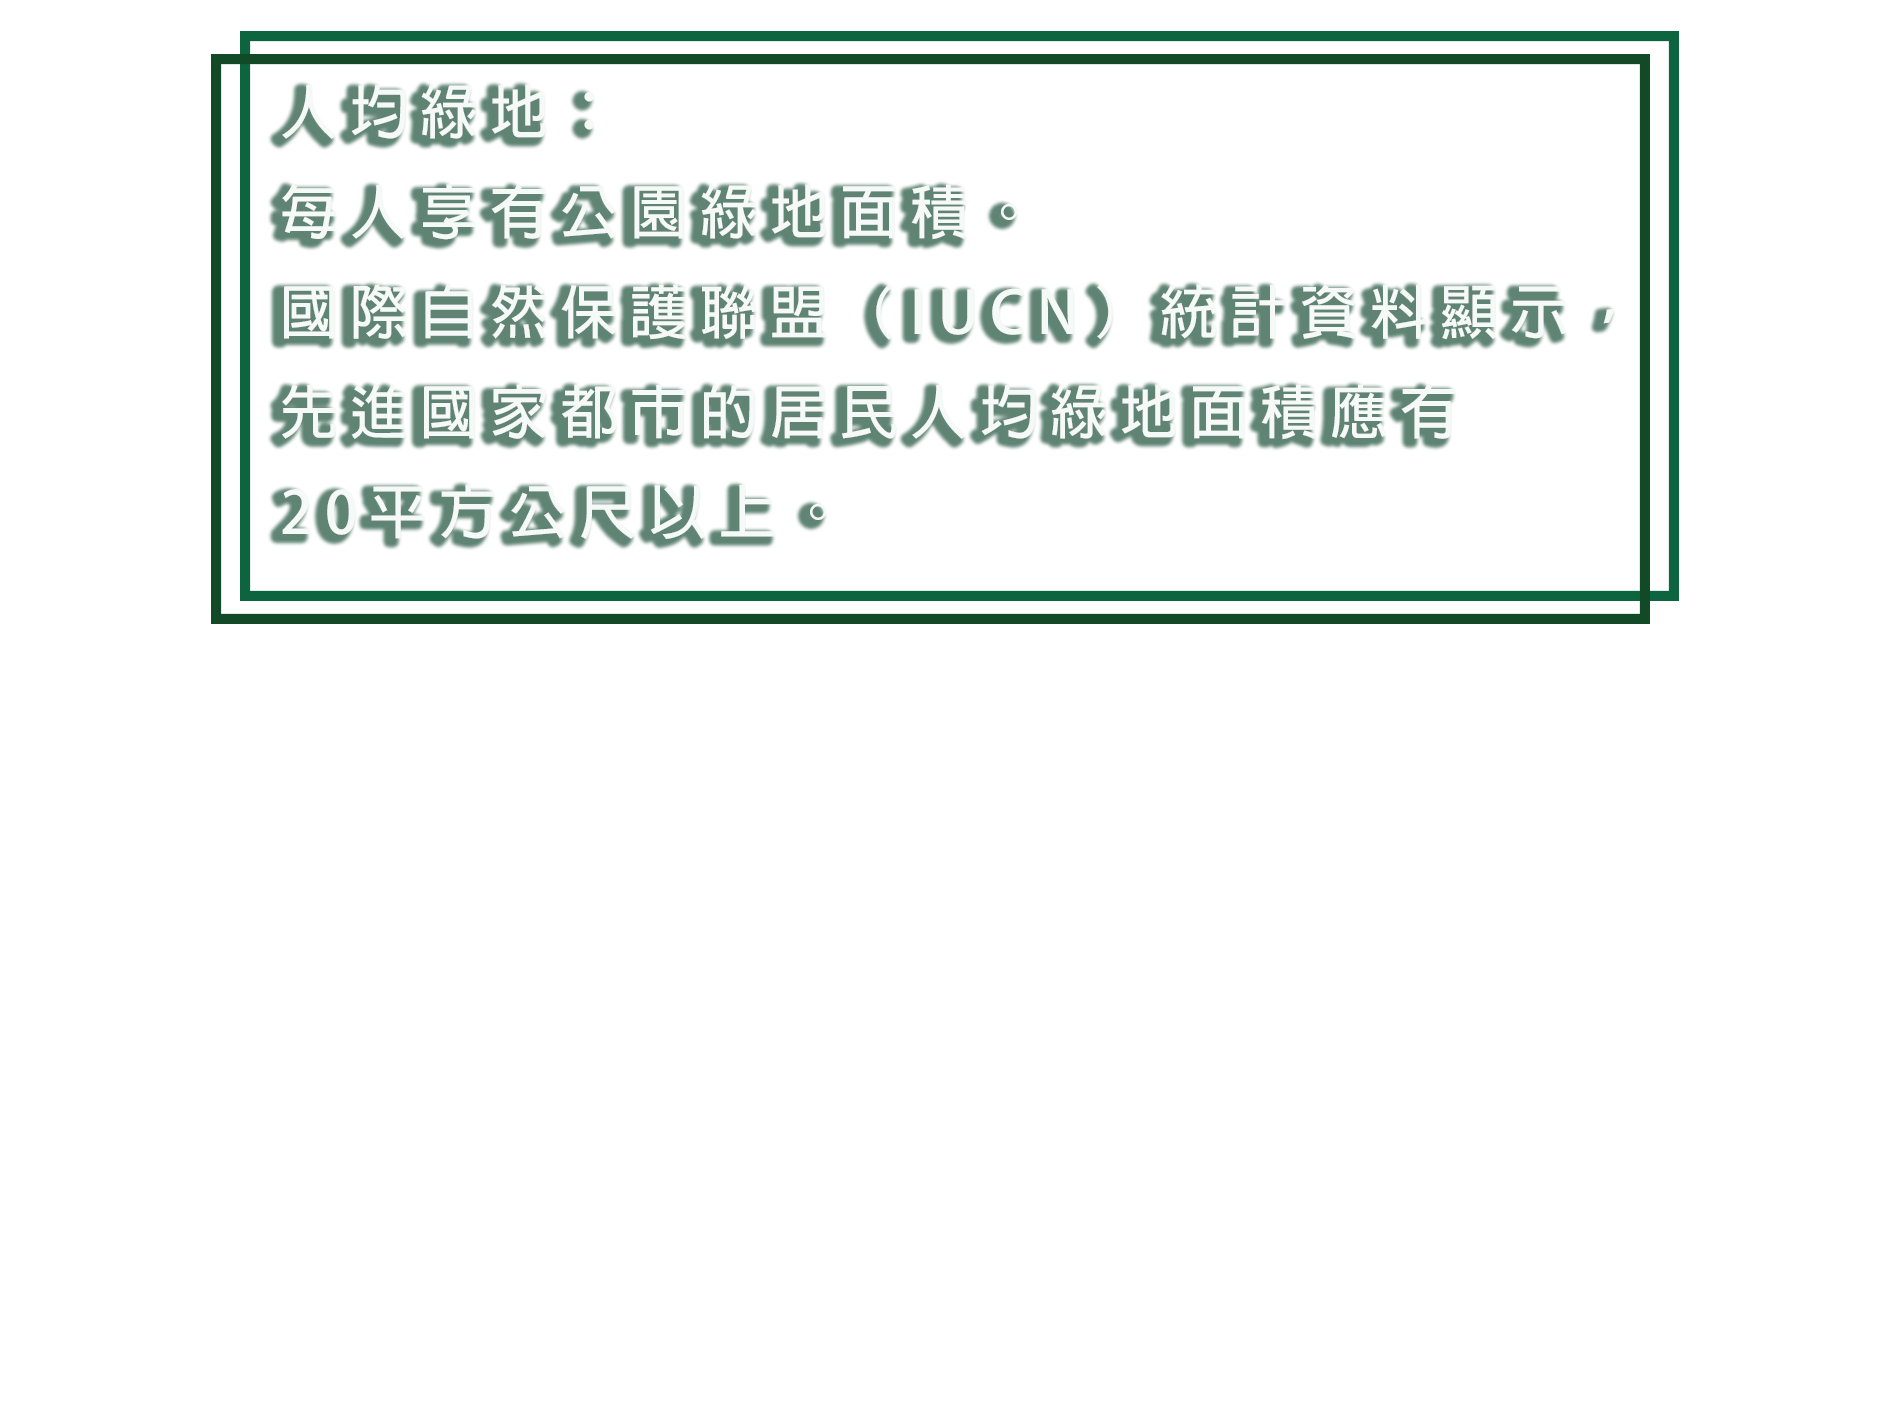 人均綠地：
每人享有公園綠地面積。
國際自然保護聯盟（IUCN）統計資料顯示，
先進國家都市的居民人均綠地面積應有
20平方公尺以上。